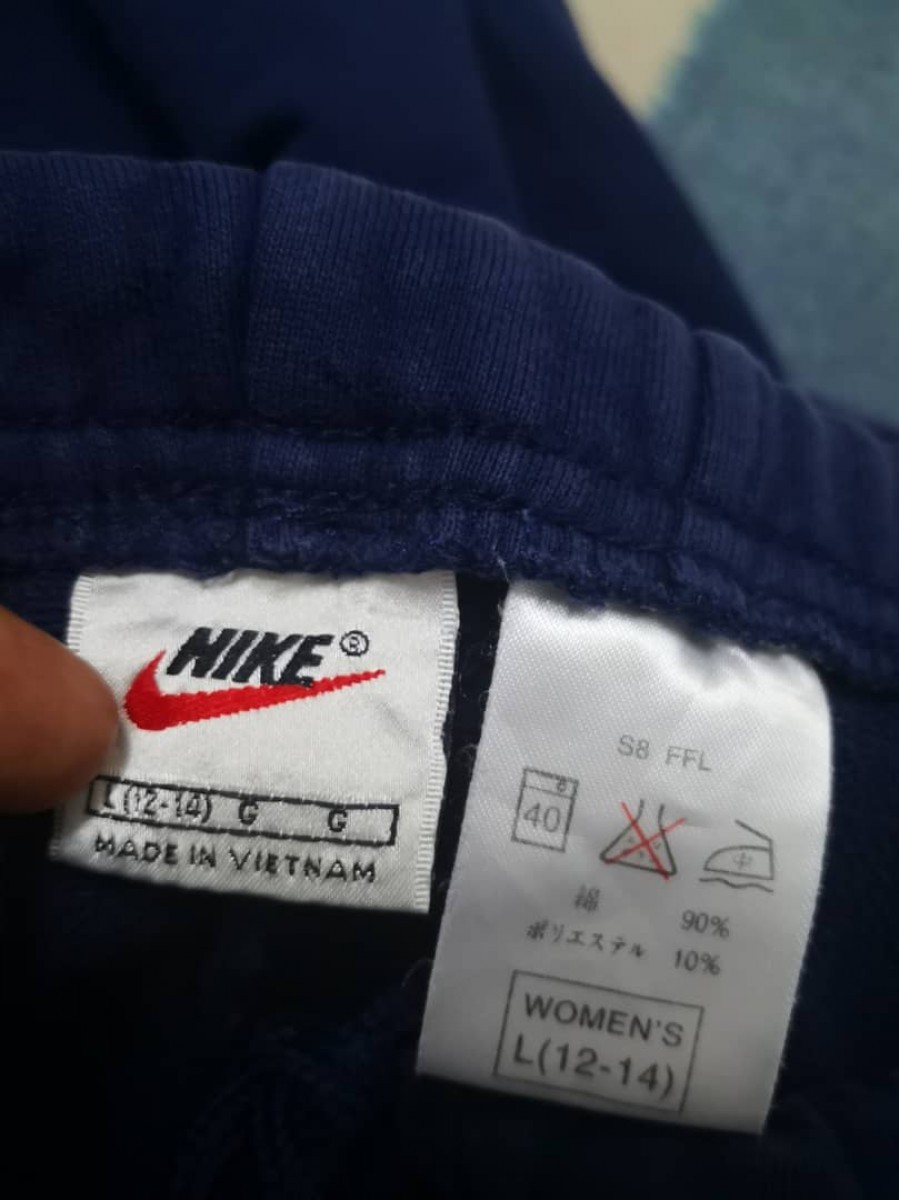 NIKE®
L(12-14) G G
MADE IN VIETNAM
S8 FFL
40
中
綿 90%
ポリエステル 10%
WOMEN'S
L(12-14)